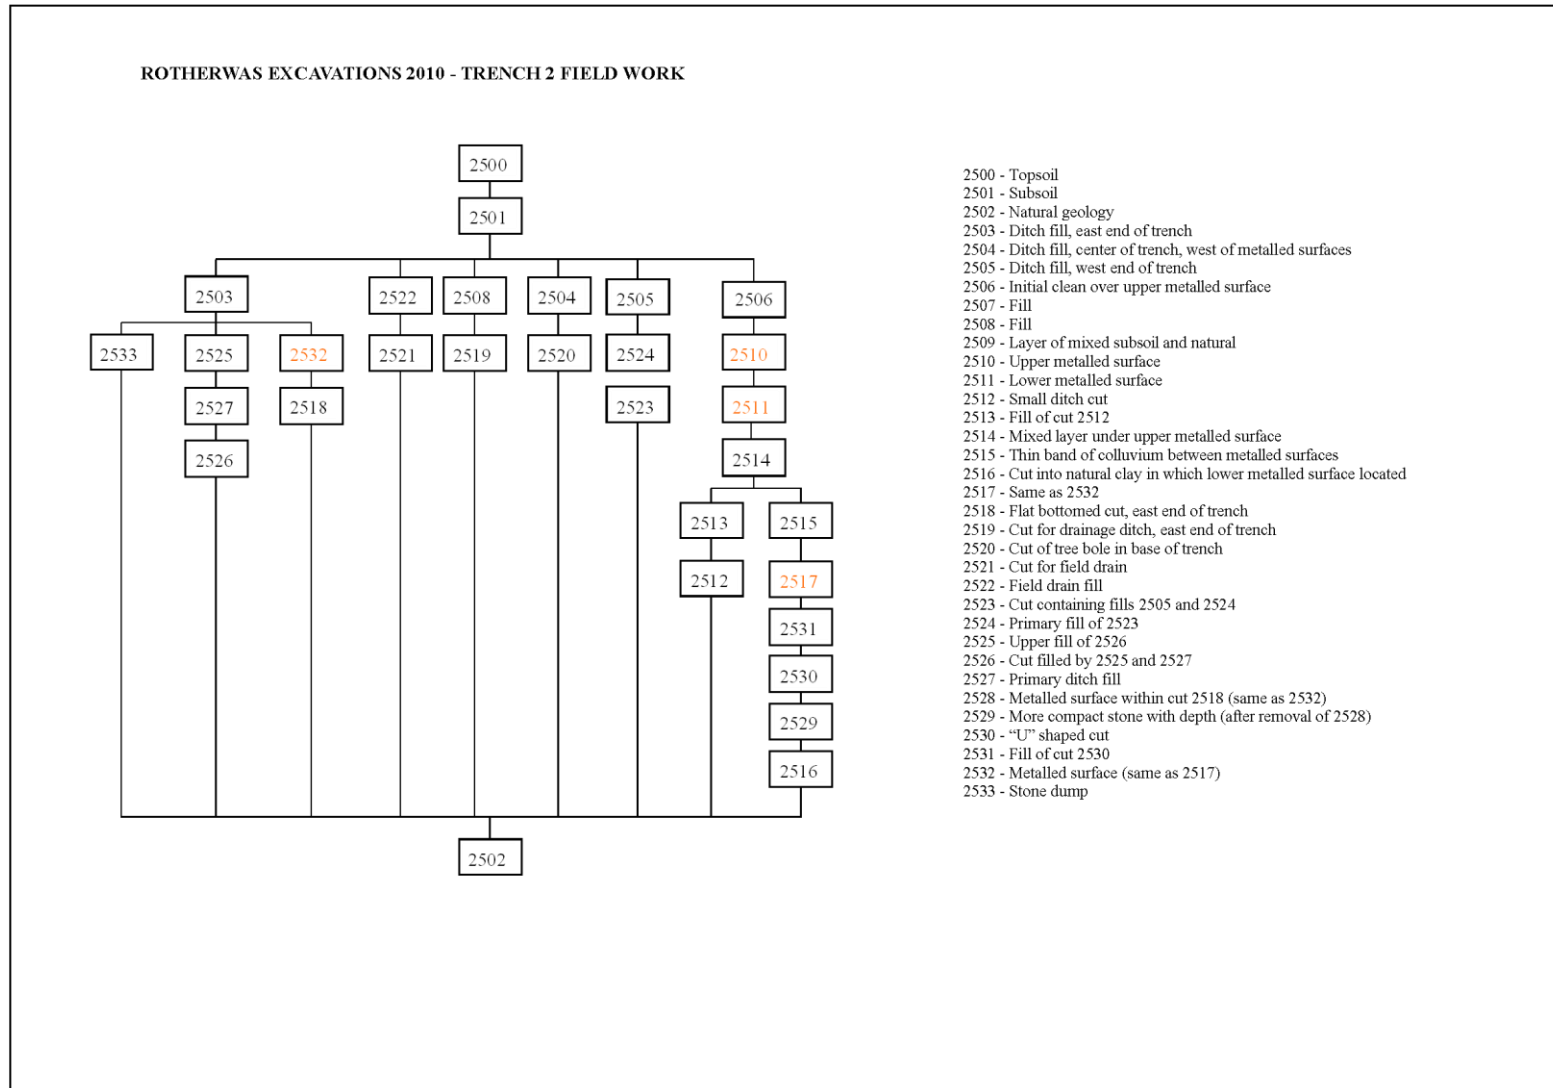 ROTHERWAS EXCAVATIONS 2010 - TRENCH 2 FIELD WORK
2500
2501
2503
2522
2508
2504
2505
2506
2533
2525
2532
2521
2519
2520
2524
2510
2527
2518
2523
2511
2526
2514
2513
2515
2512
2517
2531
2530
2529
2516
2502
2500 - Topsoil
2501 - Subsoil
2502 - Natural geology
2503 - Ditch fill, east end of trench
2504 - Ditch fill, center of trench, west of metalled surfaces
2505 - Ditch fill, west end of trench
2506 - Initial clean over upper metalled surface
2507 - Fill
2508 - Fill
2509 - Layer of mixed subsoil and natural
2510 - Upper metalled surface
2511 - Lower metalled surface
2512 - Small ditch cut
2513 - Fill of cut 2512
2514 - Mixed layer under upper metalled surface
2515 - Thin band of colluvium between metalled surfaces
2516 - Cut into natural clay in which lower metalled surface located
2517 - Same as 2532
2518 - Flat bottomed cut, east end of trench
2519 - Cut for drainage ditch, east end of trench
2520 - Cut of tree bole in base of trench
2521 - Cut for field drain
2522 - Field drain fill
2523 - Cut containing fills 2505 and 2524
2524 - Primary fill of 2523
2525 - Upper fill of 2526
2526 - Cut filled by 2525 and 2527
2527 - Primary ditch fill
2528 - Metalled surface within cut 2518 (same as 2532)
2529 - More compact stone with depth (after removal of 2528)
2530 - “U” shaped cut
2531 - Fill of cut 2530
2532 - Metalled surface (same as 2517)
2533 - Stone dump